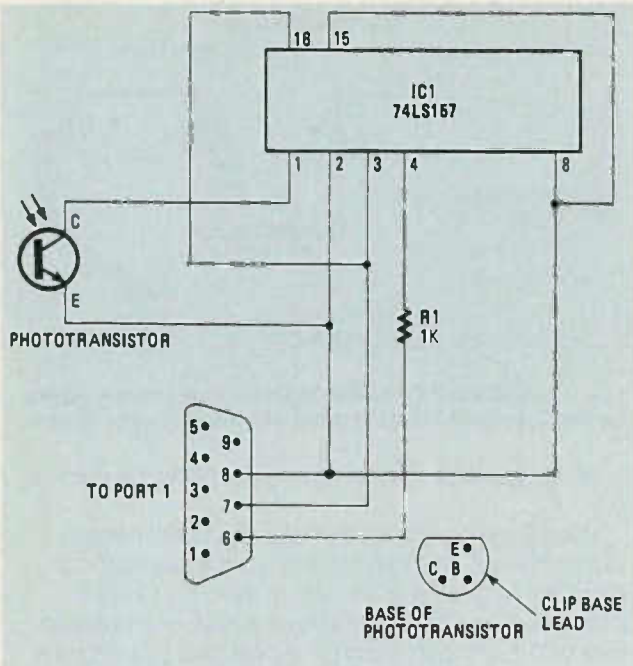 16 15
IC1
74LS157
1 2 3 4 8
C
E
PHOTOTRANSISTOR
R1
1K
5
9
4
8
TO PORT 1
3
7
2
6
1
E
C B
BASE OF
PHOTOTRANSISTOR
CLIP BASE
LEAD